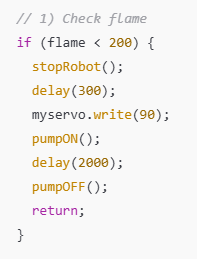 // 1) Check flame
if (flame < 200) {
stopRobot();
delay(300);
myservo.write(90);
pumpON();
delay(2000);
pumpOFF();
return;
}